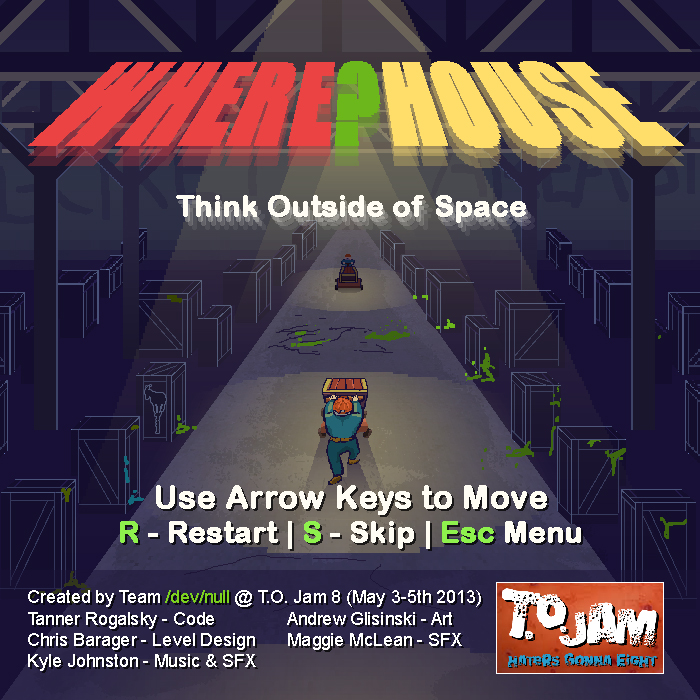 WHERE?HOUSE
Think Outside of Space
Use Arrow Keys to Move
R - Restart | S - Skip | Esc Menu
Created by Team /dev/null @ T.O. Jam 8 (May 3-5th 2013)
Tanner Rogalsky - Code
Andrew Glisinski - Art
Chris Barager - Level Design
Maggie McLean - SFX
Kyle Johnston - Music & SFX
T.O.JAM
HATERS GONNA EIGHT